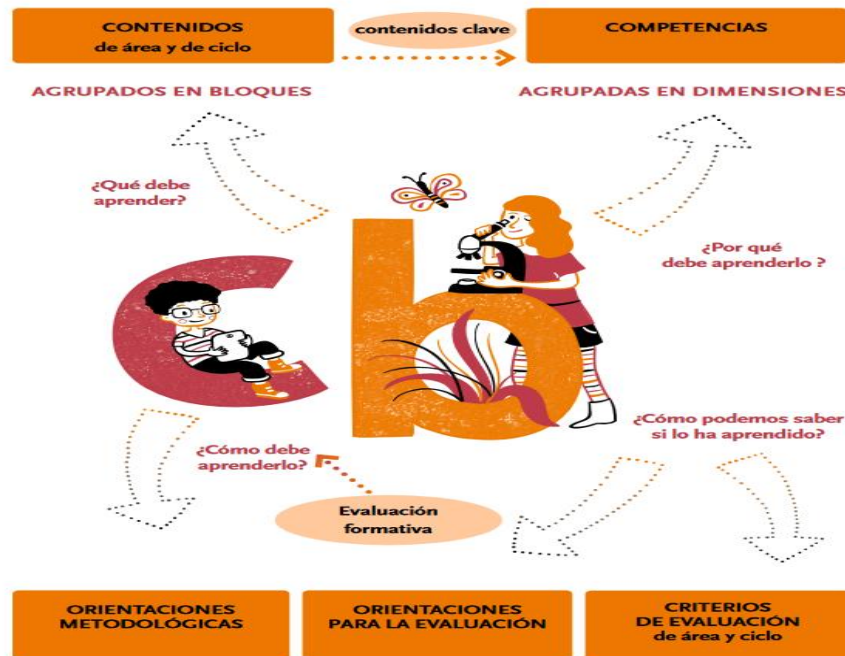 CONTENIDOS
de área y de ciclo
contenidos clave
COMPETENCIAS
AGRUPADOS EN BLOQUES
AGRUPADAS EN DIMENSIONES
¿Qué debe
aprender?
¿Por qué
debe aprenderlo ?
cb
¿Cómo podemos saber
si lo ha aprendido?
¿Cómo debe
aprenderlo?
Evaluación
formativa
ORIENTACIONES
METODOLÓGICAS
ORIENTACIONES
PARA LA EVALUACIÓN
CRITERIOS
DE EVALUACIÓN
de área y ciclo